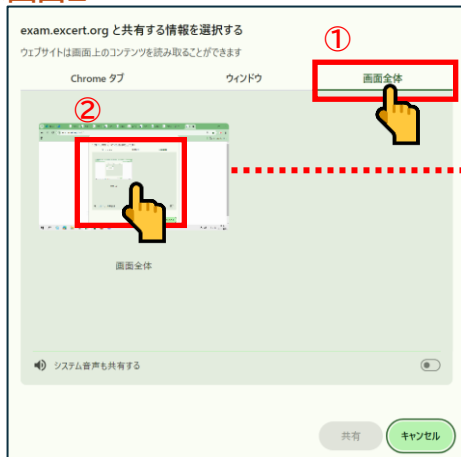 exam.excert.org と共有する情報を選択する
ウェブサイトは画面上のコンテンツを読み取ることができます
①
Chrome タブ ウィンドウ 画面全体
②
画面全体
システム音声も共有する
共有 キャンセル